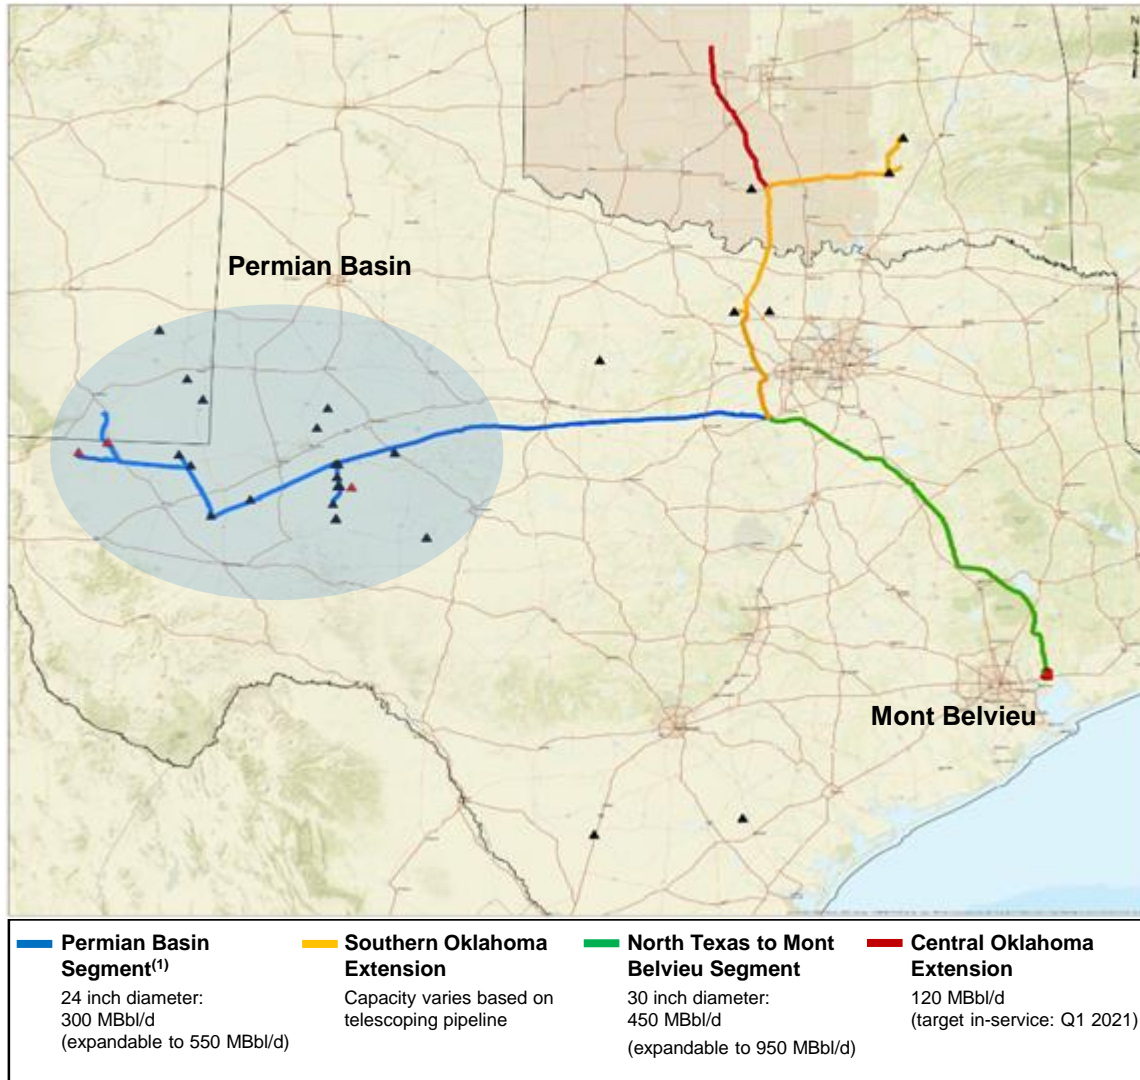 N
Permian Basin
Mont Belvieu
Permian Basin
Segment(1)
24 inch diameter:
300 MBbl/d
(expandable to 550 MBbl/d)
Southern Oklahoma
Extension
Capacity varies based on
telescoping pipeline
North Texas to Mont
Belvieu Segment
30 inch diameter:
450 MBbl/d
(expandable to 950 MBbl/d)
Central Oklahoma
Extension
120 MBbl/d
(target in-service: Q1 2021)